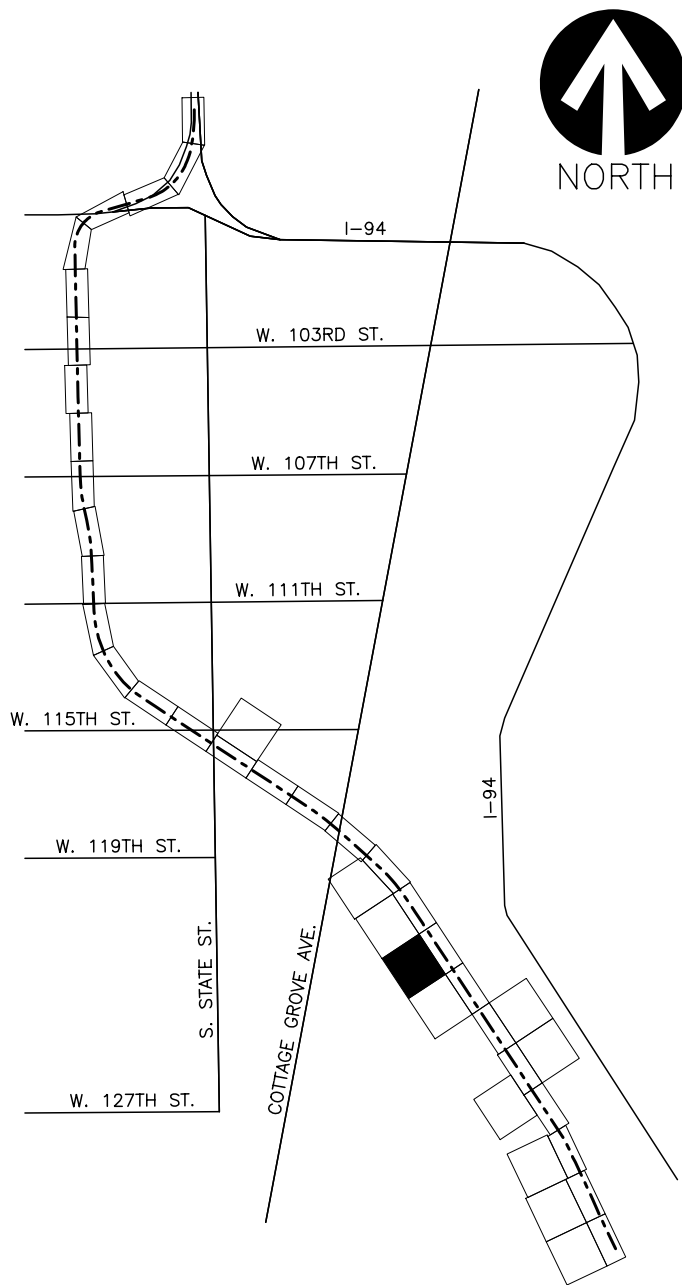 NORTH
I-94
W. 103RD ST.
W. 107TH ST.
W. 111TH ST.
W. 115TH ST.
I-94
W. 119TH ST.
S. STATE ST.
COTTAGE GROVE AVE.
W. 127TH ST.